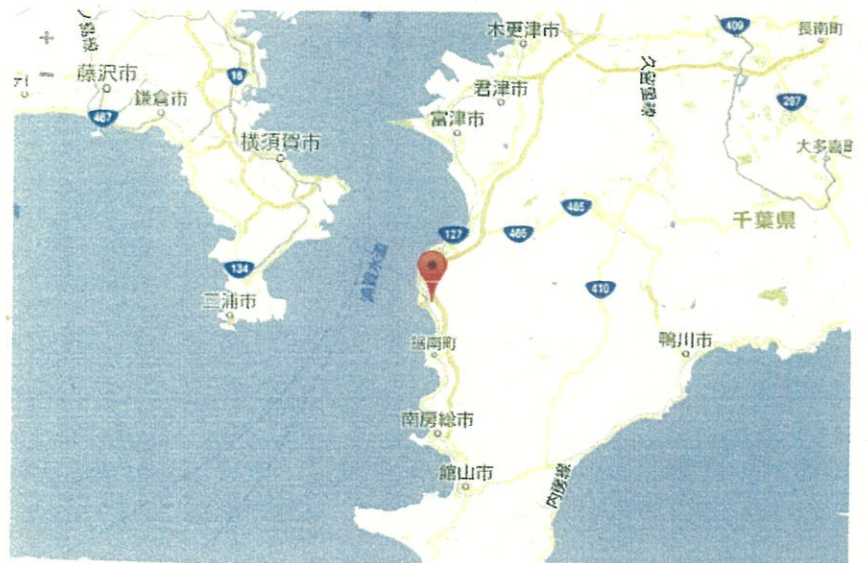 木更津市
409
長南町
藤沢市
16
鎌倉市
467
君津市
富津市
久留里線
297
横須賀市
大多喜町
千葉県
127
465
465
134
三浦市
浦賀水道
410
鋸南町
鴨川市
南房総市
館山市
内房線